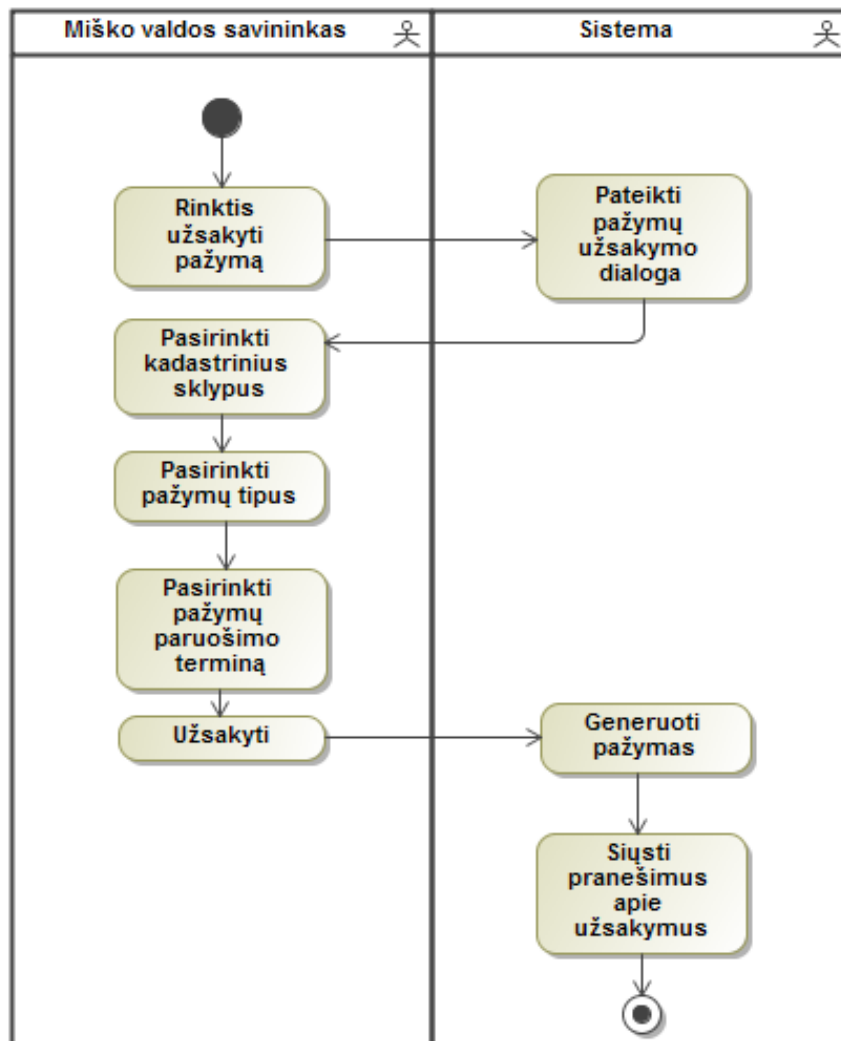 Miško valdos savininkas
Sistema
Rinktis
užsakyti
pažymą
Pateikti
pažymų
užsakymo
dialoga
Pasirinkti
kadastrinius
sklypus
Pasirinkti
pažymų tipus
Pasirinkti
pažymų
paruošimo
terminą
Užsakyti
Generuoti
pažymas
Siųsti
pranešimus
apie
užsakymus